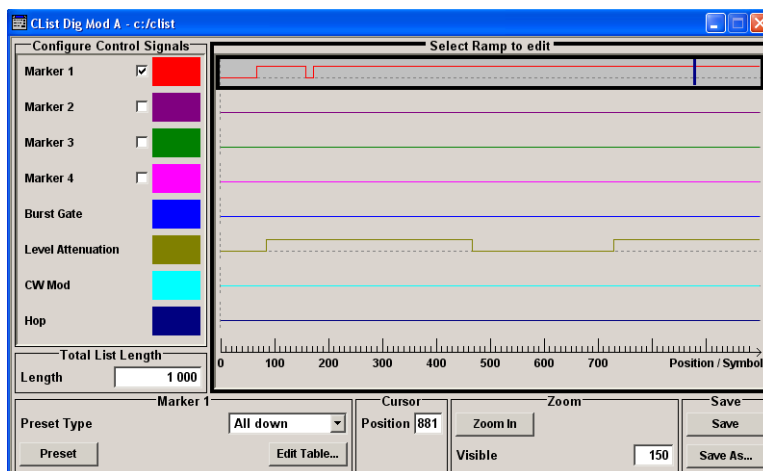 CList Dig Mod A - c:/clist
Configure Control Signals
Select Ramp to edit
Marker 1
Marker 2
Marker 3
Marker 4
Burst Gate
Level Attenuation
CW Mod
Hop
0 100 200 300 400 500 600 700 Position / Symbol
Total List Length
Length 1 000
Marker 1
Preset Type All down
Preset Edit Table...
Cursor
Position 881
Zoom
Zoom In
Visible 150
Save
Save
Save As...